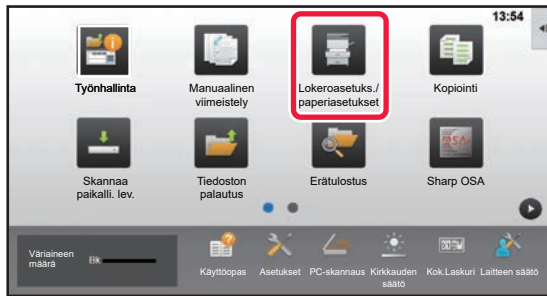 13:54
Työnhallinta
Manuaalinen
viimeistely
Lokeroasetuks./
paperiasetukset
Kopiointi
Skannaa
paikalli. lev.
Tiedoston
palautus
Erätulostus
Sharp OSA
OSA
Väriaineen
määrä
Bk
Käyttöopas
Asetukset
PC-skannaus
Kirkkauden
säätö
Kok.Laskuri
Laitteen säätö